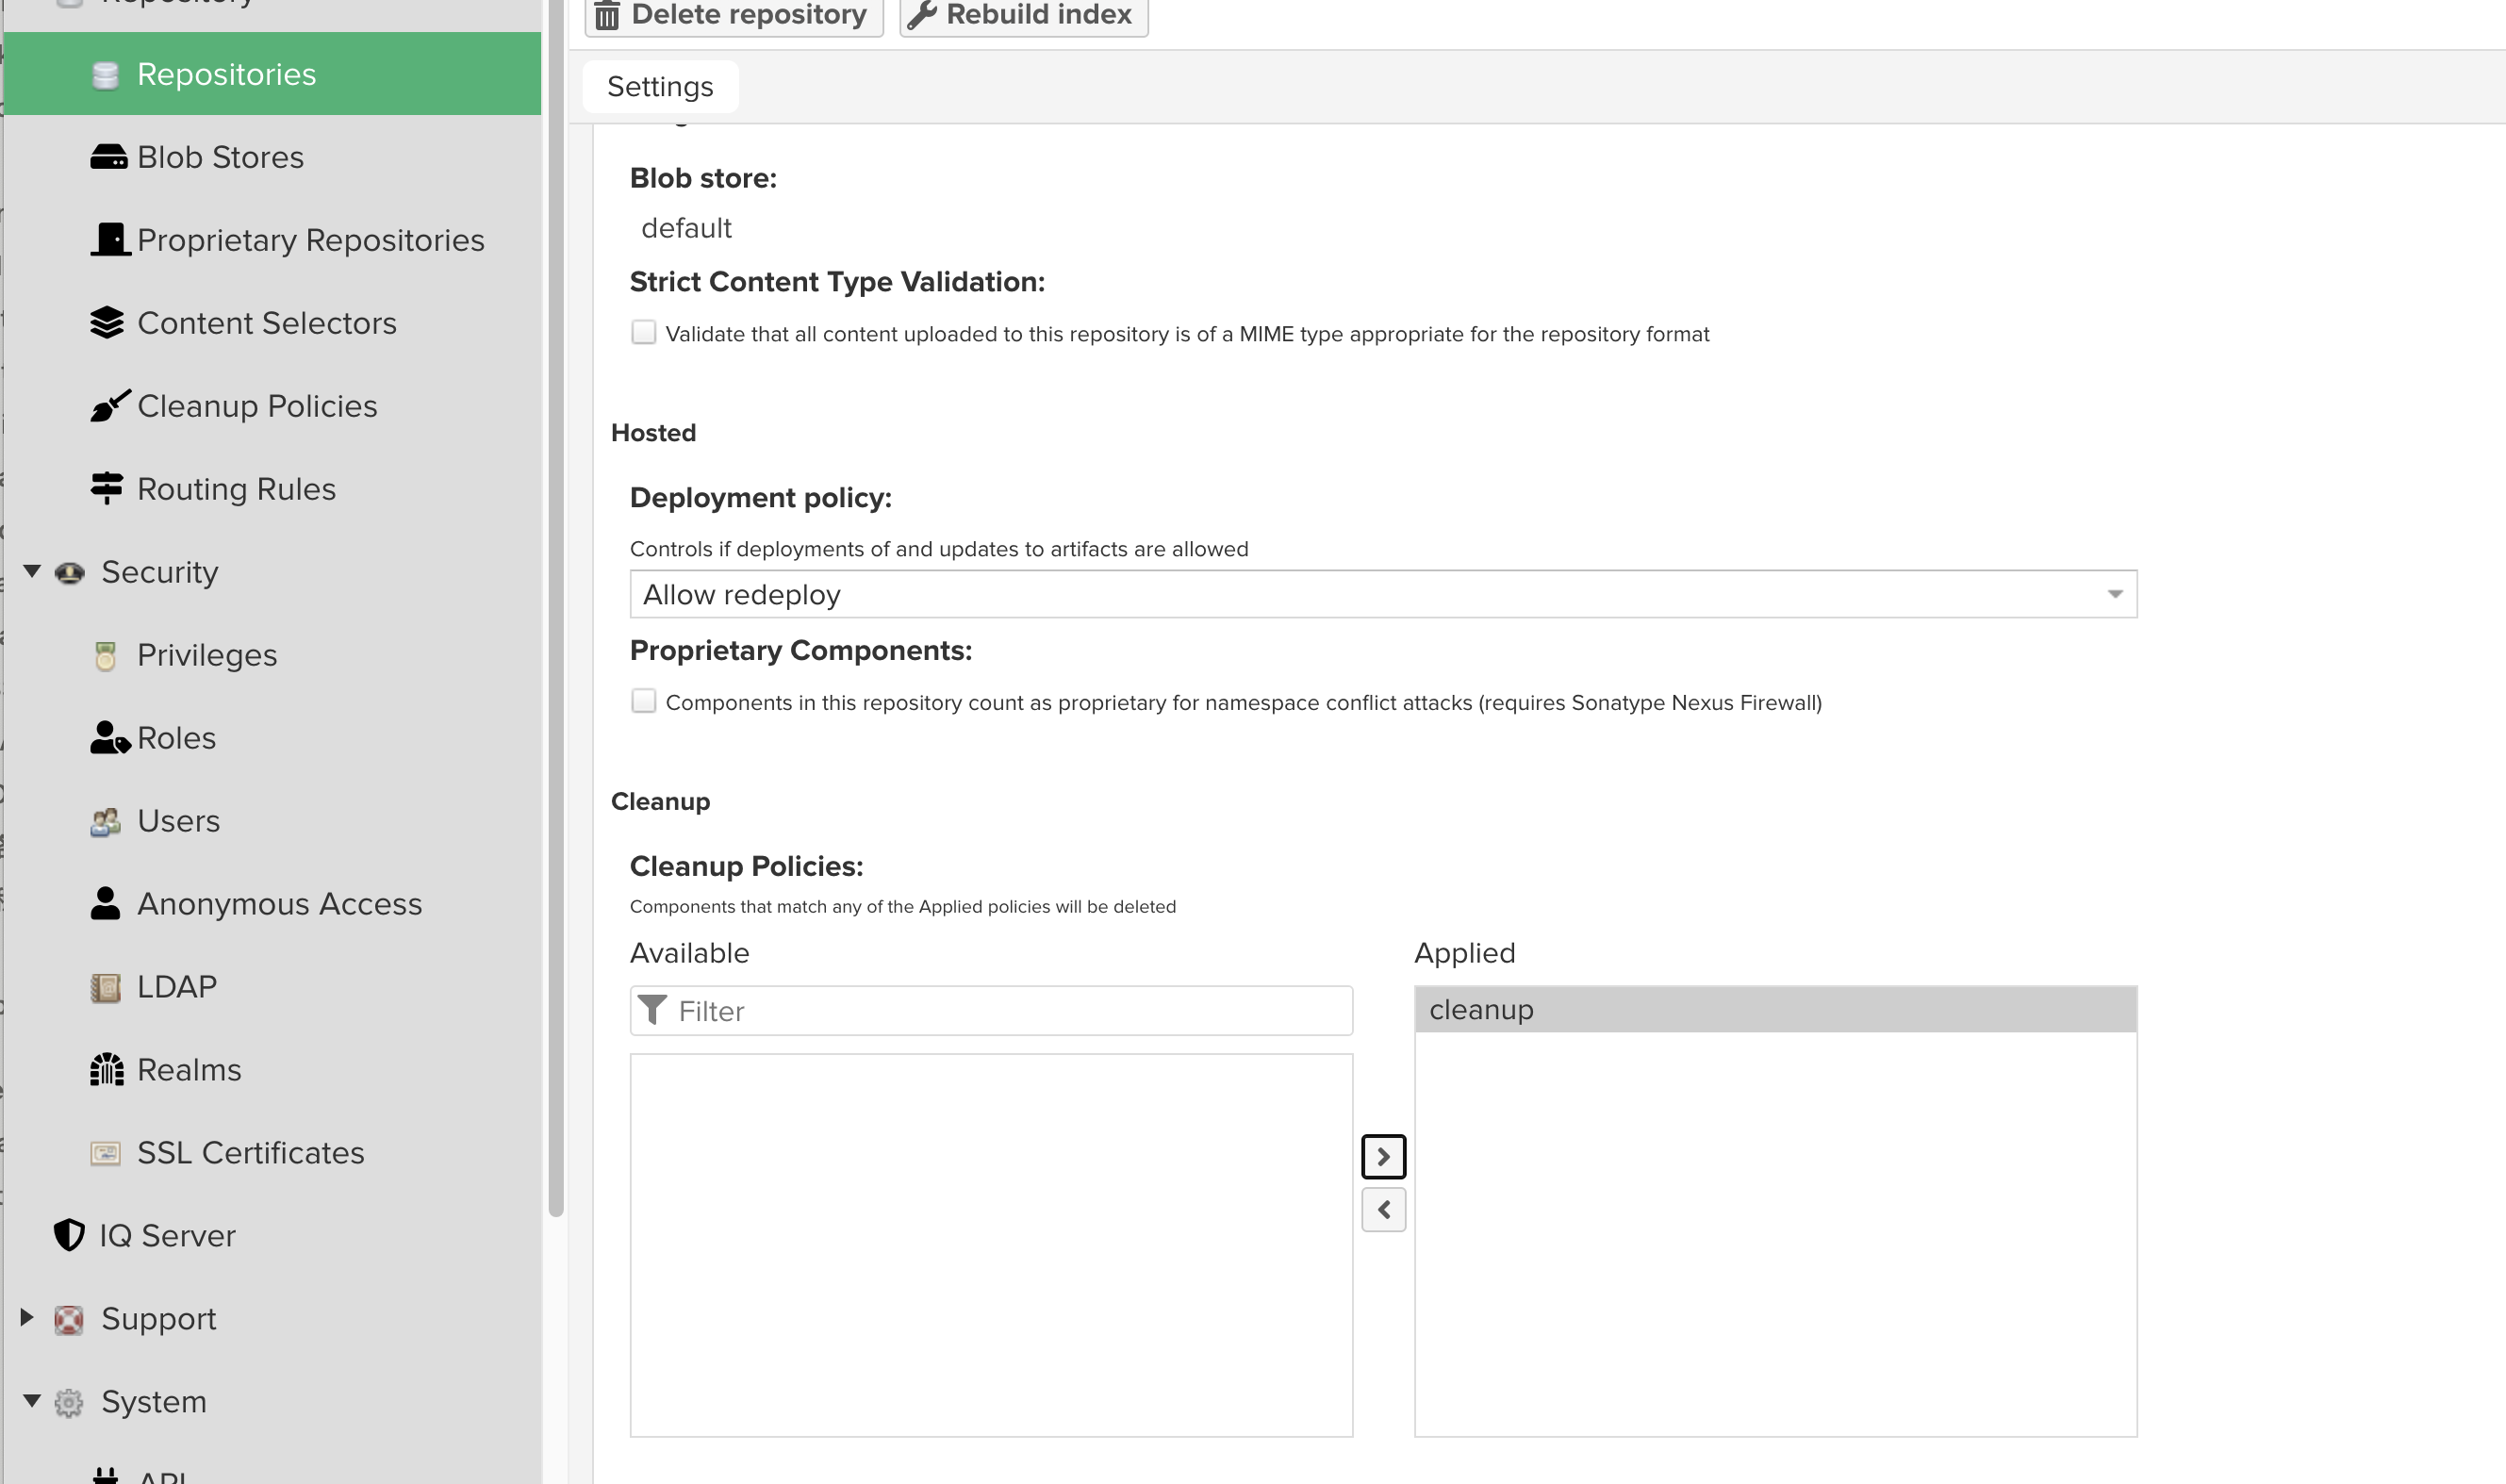 Repository
Repositories
Blob Stores
Proprietary Repositories
Content Selectors
Cleanup Policies
Routing Rules
Security
Privileges
Roles
Users
Anonymous Access
LDAP
Realms
SSL Certificates
IQ Server
Support
System
API
Delete repository
Rebuild index
Settings
Blob store:
default
Strict Content Type Validation:
Validate that all content uploaded to this repository is of a MIME type appropriate for the repository format
Hosted
Deployment policy:
Controls if deployments of and updates to artifacts are allowed
Allow redeploy
Proprietary Components:
Components in this repository count as proprietary for namespace conflict attacks (requires Sonatype Nexus Firewall)
Cleanup
Cleanup Policies:
Components that match any of the Applied policies will be deleted
Available
Filter
Applied
cleanup